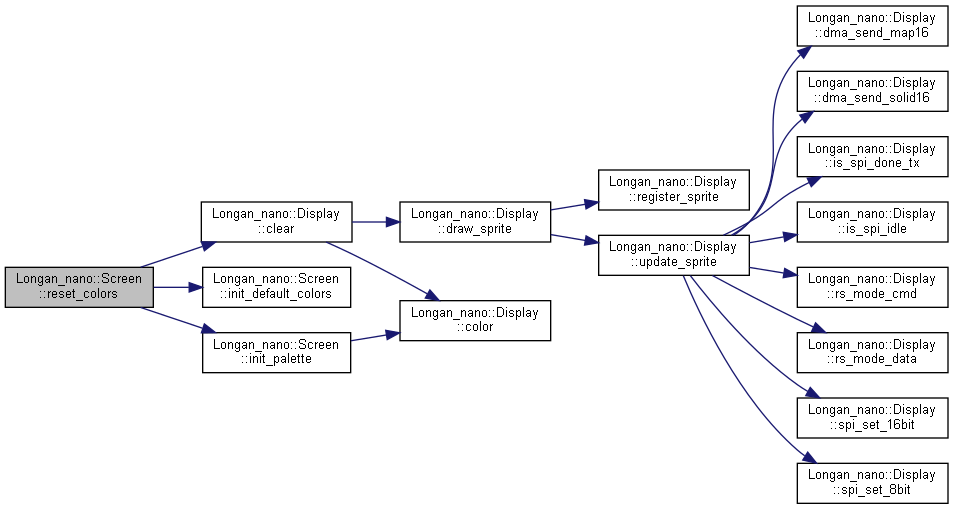 Longan_nano::Screen
::reset_colors
Longan_nano::Display
::clear
Longan_nano::Screen
::init_default_colors
Longan_nano::Screen
::init_palette
Longan_nano::Display
::draw_sprite
Longan_nano::Display
::color
Longan_nano::Display
::register_sprite
Longan_nano::Display
::update_sprite
Longan_nano::Display
::dma_send_map16
Longan_nano::Display
::dma_send_solid16
Longan_nano::Display
::is_spi_done_tx
Longan_nano::Display
::is_spi_idle
Longan_nano::Display
::rs_mode_cmd
Longan_nano::Display
::rs_mode_data
Longan_nano::Display
::spi_set_16bit
Longan_nano::Display
::spi_set_8bit